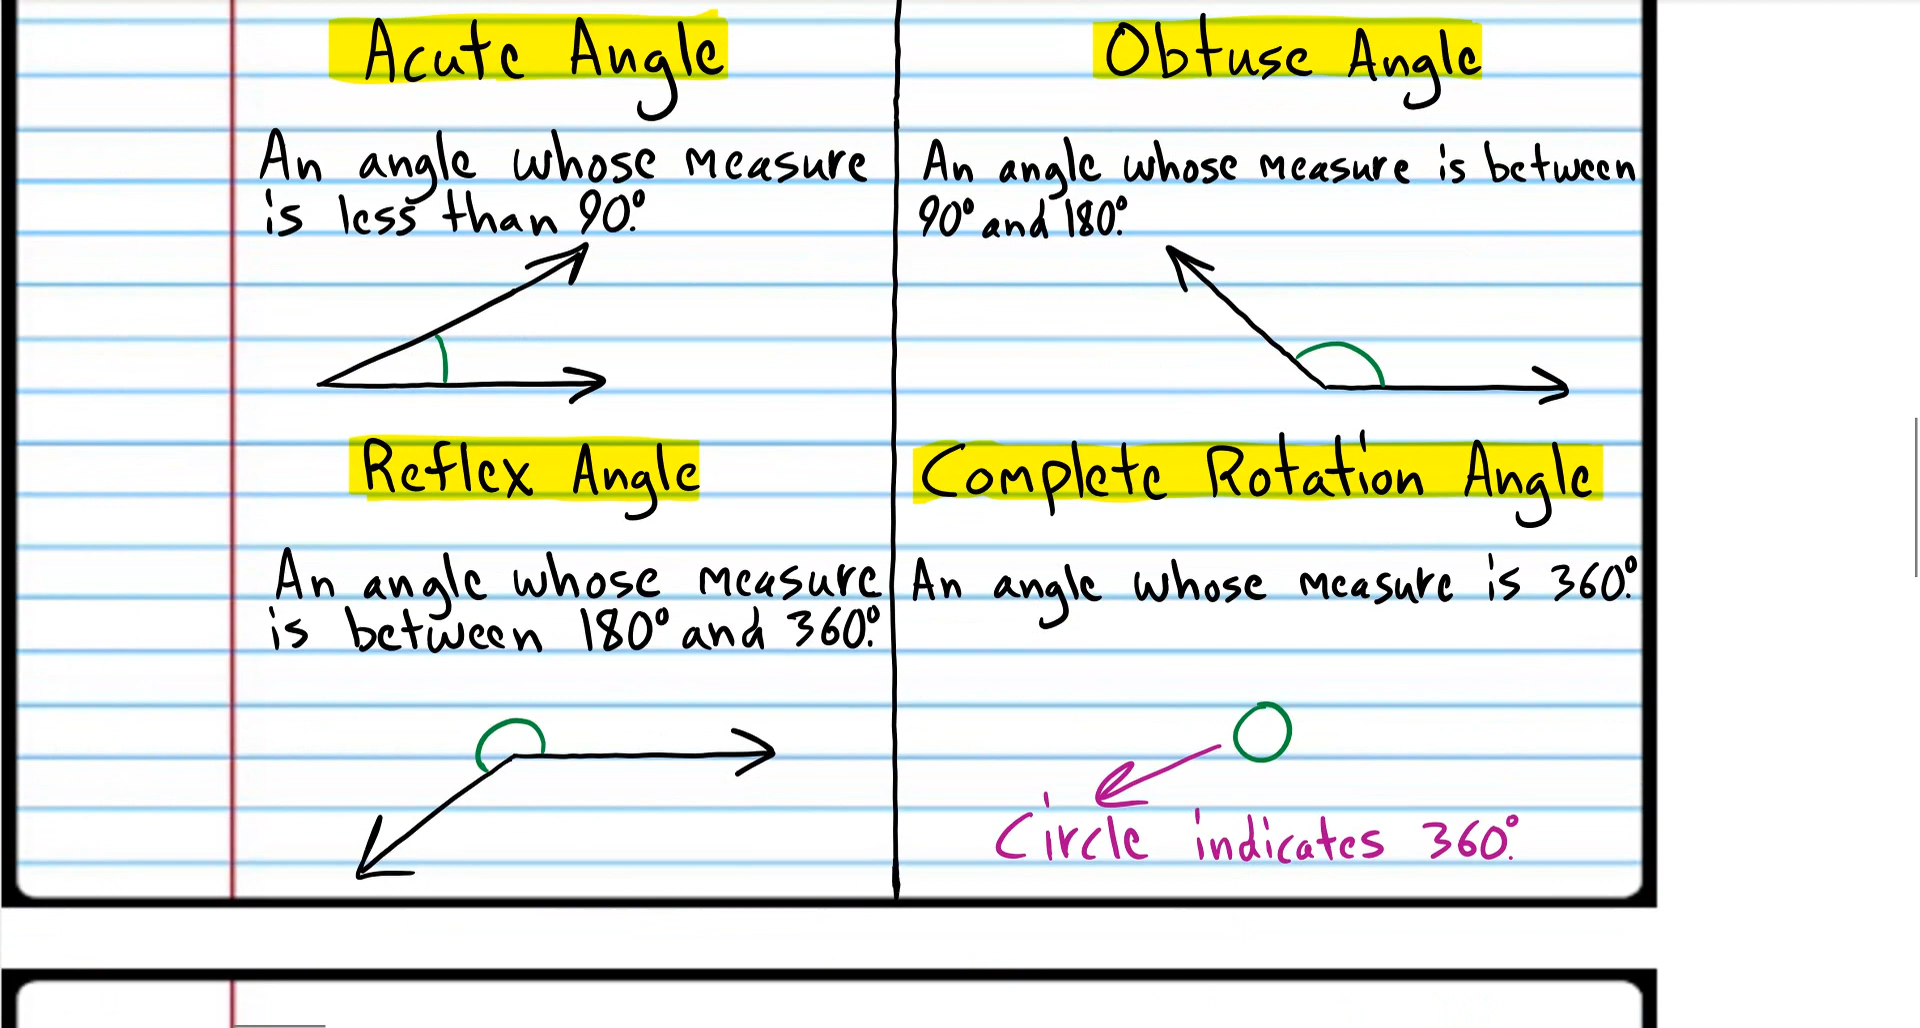 Acute Angle
An angle whose measure
is less than 90°.
Obtuse Angle
An angle whose measure is between
90° and 180°.
Reflex Angle
An angle whose measure
is between 180° and 360°.
Complete Rotation Angle
An angle whose measure is 360°.
Circle indicates 360°.